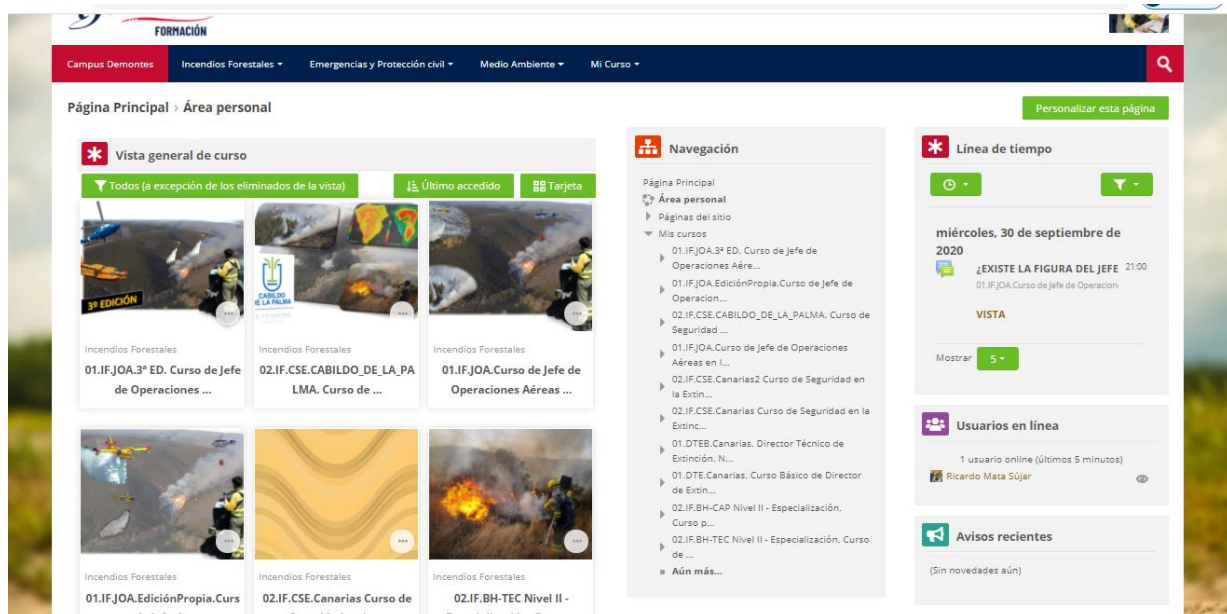 FORMACIÓN
Campus Demontes
Incendios Forestales
Emergencias y Protección civil
Medio Ambiente
Mi Curso
Página Principal › Área personal
Personalizar esta página
Vista general de curso
Todos (a excepción de los eliminados de la vista)
Último accedido
Tarjeta
3º EDICIÓN
CABILDO
DE LA PALMA
Incendios Forestales
01.IF.JOA.3ª ED. Curso de Jefe
de Operaciones ...
Incendios Forestales
02.IF.CSE.CABILDO_DE_LA_PA
LMA. Curso de ...
Incendios Forestales
01.IF.JOA.Curso de Jefe de
Operaciones Aéreas ...
Incendios Forestales
01.IF.JOA.EdiciónPropia.Curs
Incendios Forestales
02.IF.CSE.Canarias Curso de
Incendios Forestales
02.IF.BH-TEC Nivel II -
Navegación
Página Principal
Área personal
Páginas del sitio
Mis cursos
01.IF.JOA.3ª ED. Curso de Jefe de
Operaciones Aére...
01.IF.JOA.EdiciónPropia.Curso de Jefe de
Operacion...
02.IF.CSE.CABILDO_DE_LA_PALMA. Curso de
Seguridad ...
01.IF.JOA.Curso de Jefe de Operaciones
Aéreas en I...
02.IF.CSE.Canarias2 Curso de Seguridad en
la Extin...
02.IF.CSE.Canarias Curso de Seguridad en la
Extinc...
01.DTEB.Canarias. Director Técnico de
Extinción. N...
01.DTE.Canarias. Curso Básico de Director
de Extin...
02.IF.BH-CAP Nivel II - Especialización.
Curso p...
02.IF.BH-TEC Nivel II - Especialización. Curso
de ...
Aún más...
Línea de tiempo
miércoles, 30 de septiembre de
2020
¿EXISTE LA FIGURA DEL JEFE 21:00
01.IF.JOA.Curso de Jefe de Operacion
VISTA
Mostrar 5
Usuarios en línea
1 usuario online (últimos 5 minutos)
Ricardo Mata Sújar
Avisos recientes
(Sin novedades aún)